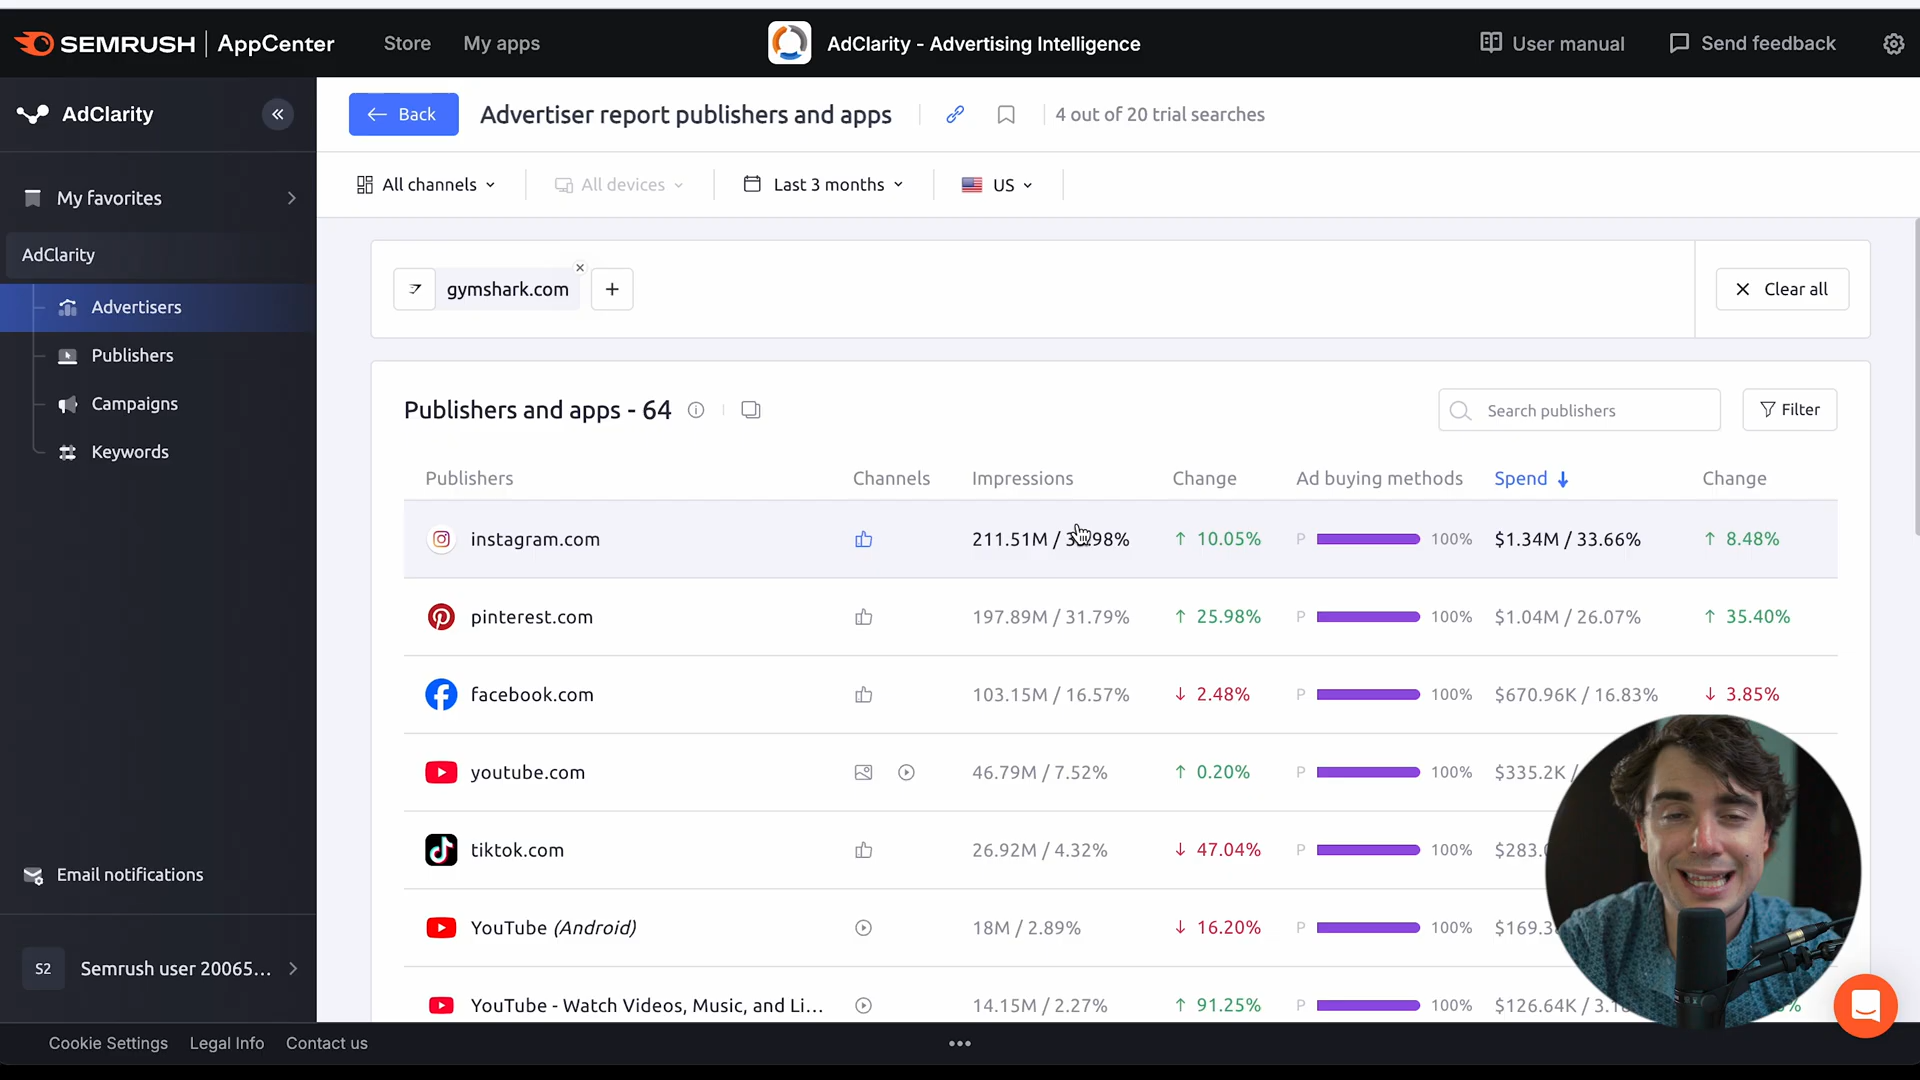 SEMRUSH AppCenter Store My apps AdClarity - Advertising Intelligence User manual Send feedback
AdClarity
Back Advertiser report publishers and apps 4 out of 20 trial searches
My favorites
All channels All devices Last 3 months US
AdClarity
gymshark.com + Clear all
Advertisers
Publishers
Campaigns
Keywords
Publishers and apps - 64 Search publishers Filter
Publishers Channels Impressions Change Ad buying methods Spend ↓ Change
instagram.com 211.51M / ↑ 10.05% P 100% $1.34M / 33.66% ↑ 8.48%
pinterest.com 197.89M / 31.79% ↑ 25.98% P 100% $1.04M / 26.07% ↑ 35.40%
facebook.com 103.15M / 16.57% ↓ 2.48% P 100% $670.96K / 16.83% ↓ 3.85%
youtube.com 46.79M / 7.52% ↑ 0.20% P 100% $335.2K /
tiktok.com 26.92M / 4.32% ↓ 47.04% P 100% $283.
YouTube (Android) 18M / 2.89% ↓ 16.20% P 100% $169.3
YouTube - Watch Videos, Music, and Li... 14.15M / 2.27% ↑ 91.25% P 100% $126.64K /
Email notifications
S2 Semrush user 20065...
Cookie Settings Legal Info Contact us